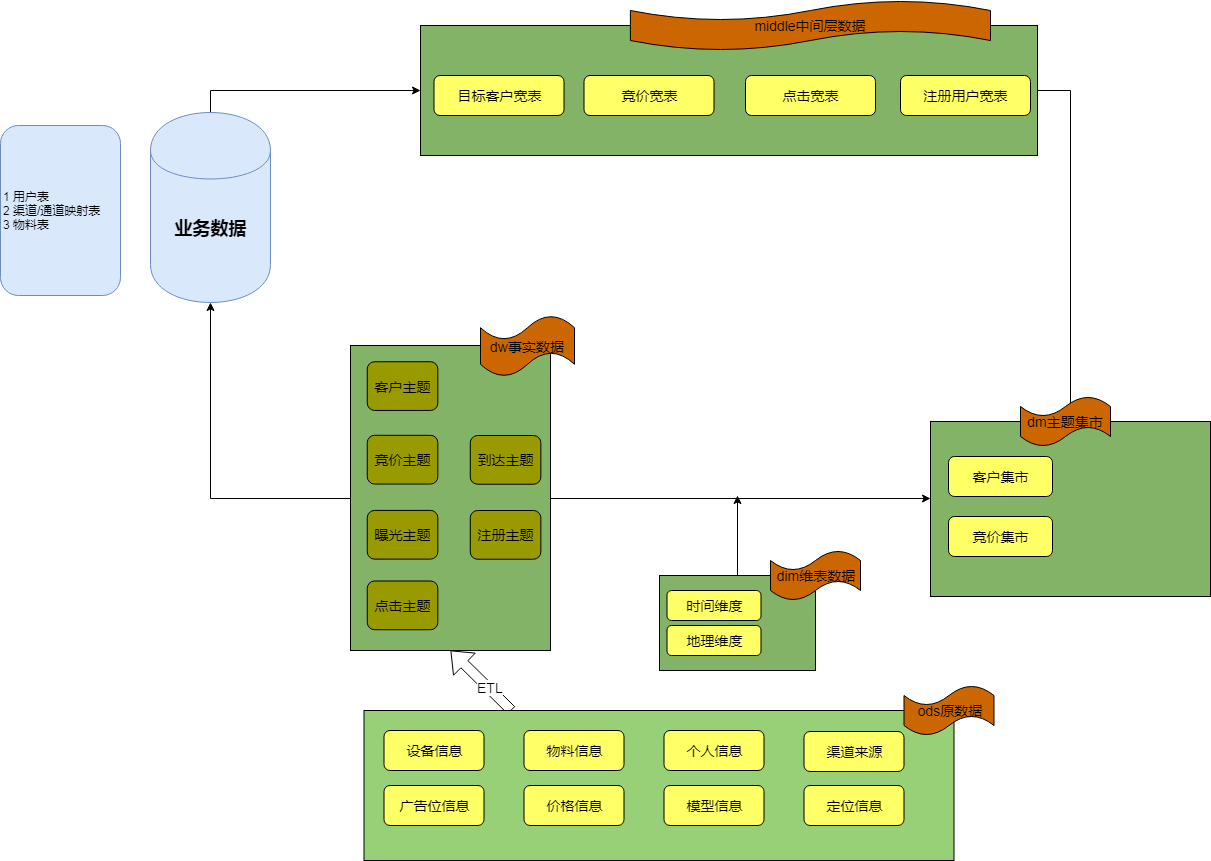 middle中间层数据
目标客户宽表
竞价宽表
点击宽表
注册用户宽表
1 用户表
2 渠道/通道映射表
3 物料表
业务数据
dw事实数据
客户主题
竞价主题
到达主题
曝光主题
注册主题
点击主题
dm主题集市
客户集市
竞价集市
dim维表数据
时间维度
地理维度
ETL
ods原数据
设备信息
物料信息
个人信息
渠道来源
广告位信息
价格信息
模型信息
定位信息